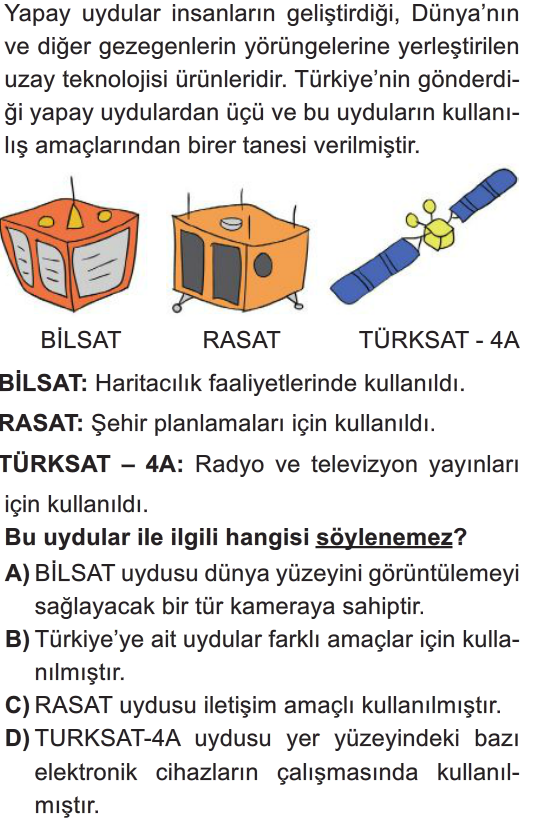 Yapay uydular insanların geliştirdiği, Dünya’nın
ve diğer gezegenlerin yörüngelerine yerleştirilen
uzay teknolojisi ürünleridir. Türkiye’nin gönderdi-
ği yapay uydulardan üçü ve bu uyduların kullanı-
lış amaçlarından birer tanesi verilmiştir.
BİLSAT RASAT TÜRKSAT - 4A
BİLSAT: Haritacılık faaliyetlerinde kullanıldı.
RASAT: Şehir planlamaları için kullanıldı.
TÜRKSAT – 4A: Radyo ve televizyon yayınları
için kullanıldı.
Bu uydular ile ilgili hangisi söylenemez?
A) BİLSAT uydusu dünya yüzeyini görüntülemeyi
sağlayacak bir tür kameraya sahiptir.
B) Türkiye’ye ait uydular farklı amaçlar için kulla-
nılmıştır.
C) RASAT uydusu iletişim amaçlı kullanılmıştır.
D) TURKSAT-4A uydusu yer yüzeyindeki bazı
elektronik cihazların çalışmasında kullanıl-
mıştır.